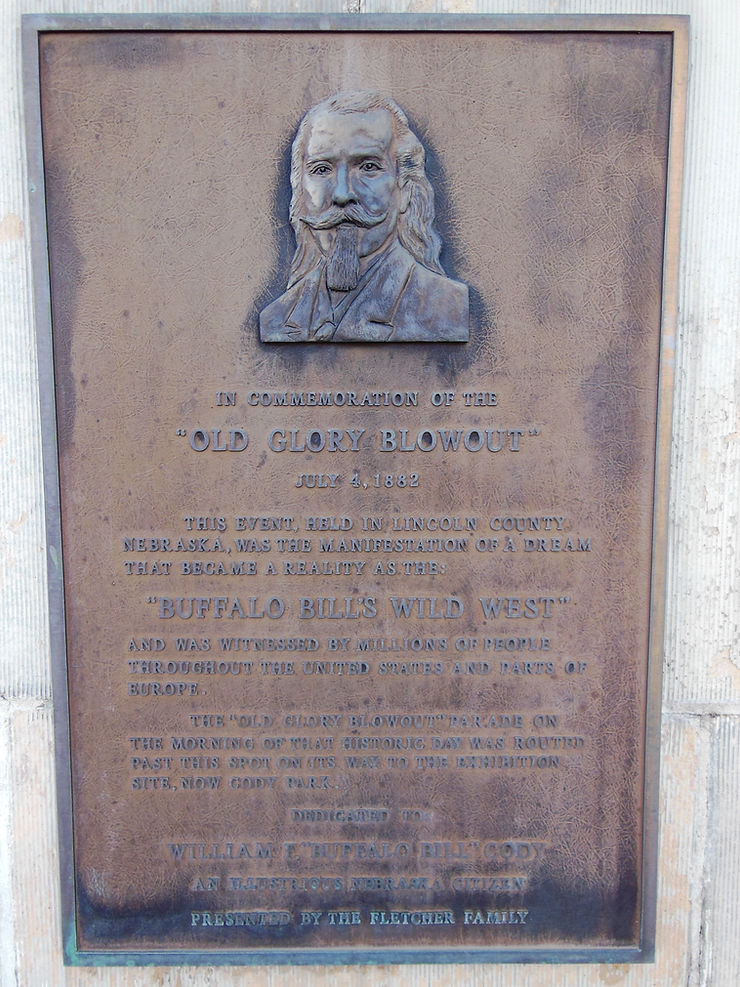 IN COMMEMORATION OF THE
"OLD GLORY BLOWOUT"
JULY 4, 1882
THIS EVENT, HELD IN LINCOLN COUNTY
NEBRASKA, WAS THE MANIFESTATION OF A DREAM
THAT BECAME A REALITY AS THE:
"BUFFALO BILL'S WILD WEST"
AND WAS WITNESSED BY MILLIONS OF PEOPLE
THROUGHOUT THE UNITED STATES AND PARTS OF
EUROPE.
THE "OLD GLORY BLOWOUT" PARADE ON
THE MORNING OF THAT HISTORIC DAY WAS ROUTED
PAST THIS SPOT ON ITS WAY TO THE EXHIBITION
SITE, NOW CODY PARK.
DEDICATED TO:
WILLIAM F. "BUFFALO BILL" CODY
AN ILLUSTRIOUS NEBRASKA CITIZEN
PRESENTED BY THE FLETCHER FAMILY